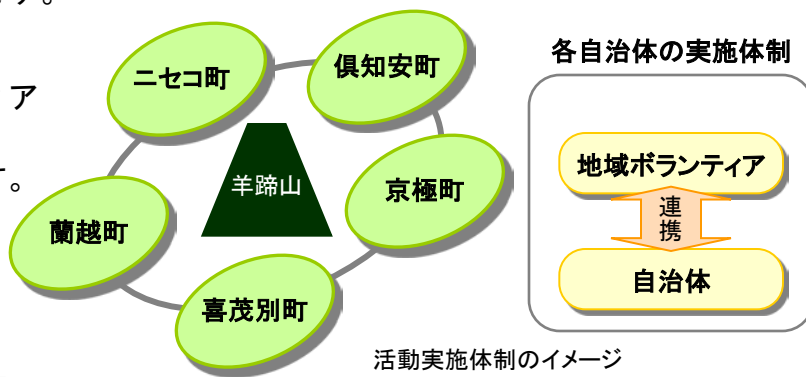 す。
ア
。
ニセコ町
倶知安町
羊蹄山
京極町
蘭越町
喜茂別町
各自治体の実施体制
地域ボランティア
連携
自治体
活動実施体制のイメージ